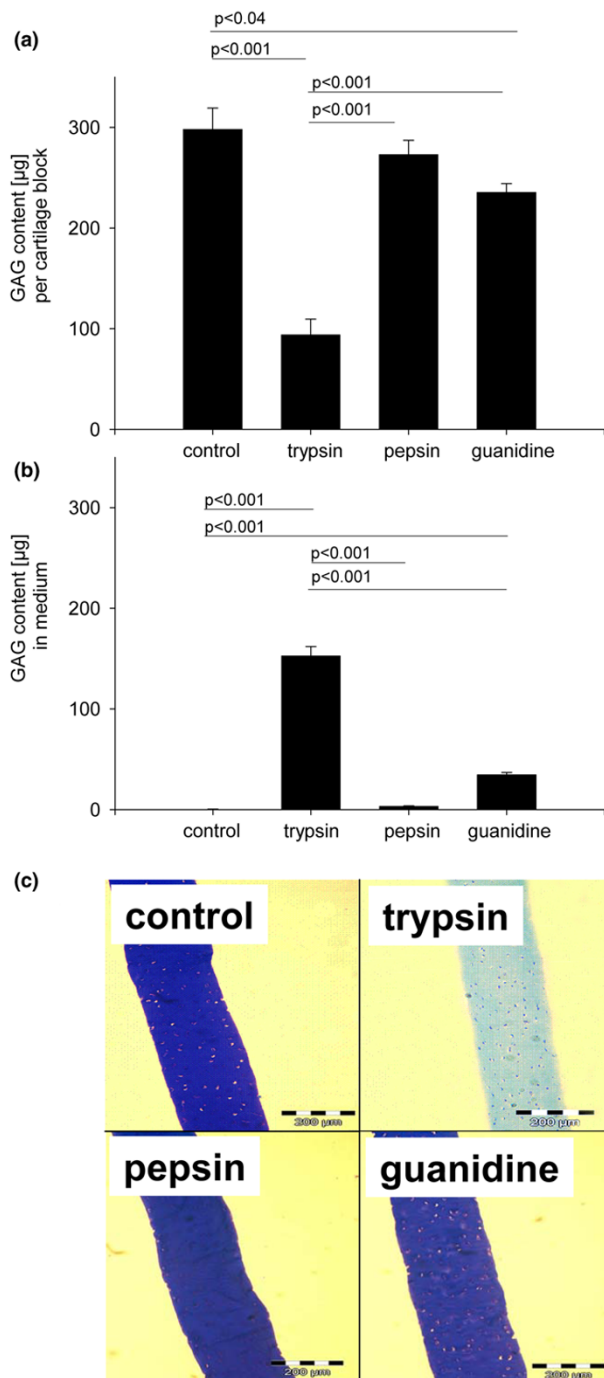 (a)
p<0.04
p<0.001
p<0.001
p<0.001
GAG content [µg]
per cartilage block
300
200
100
0
control trypsin pepsin guanidine
(b)
p<0.001
p<0.001
p<0.001
p<0.001
GAG content [µg]
in medium
300
200
100
0
control trypsin pepsin guanidine
(c)
control trypsin
200 µm
200 µm
pepsin guanidine
200 µm
200 µm